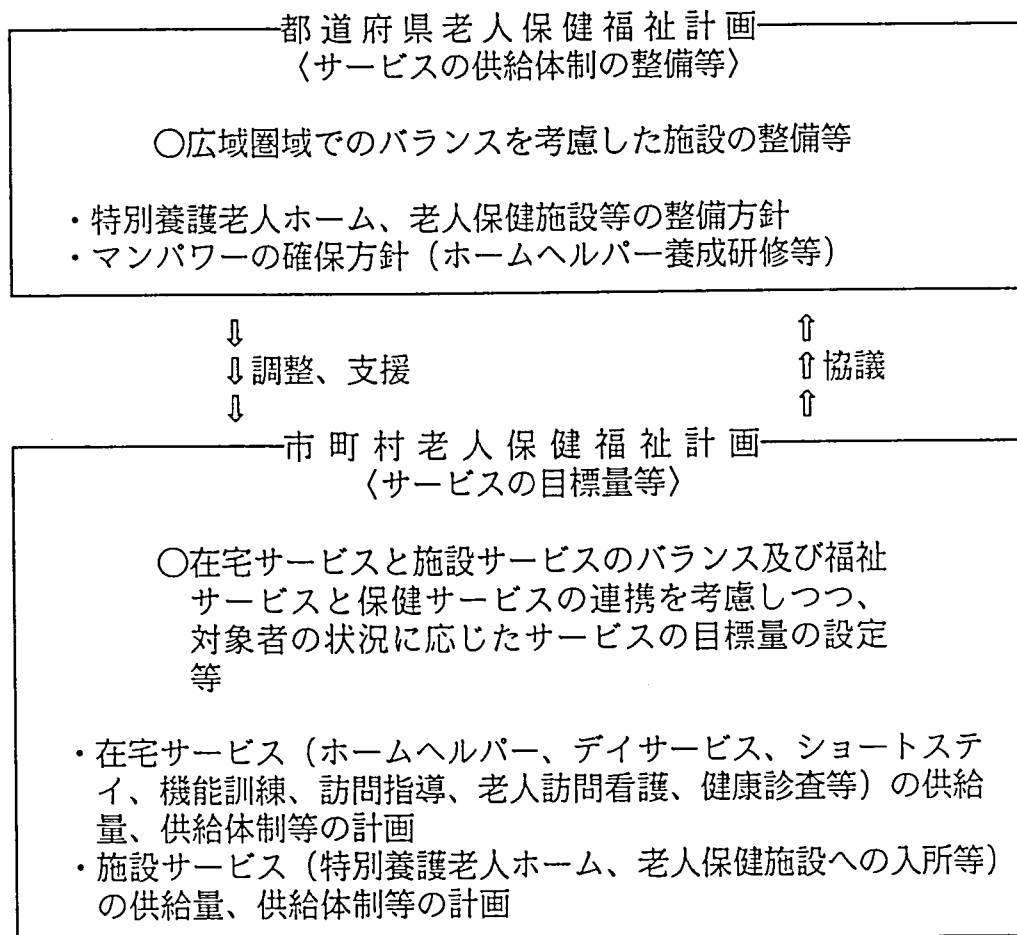 都道府県老人保健福祉計画
〈サービスの供給体制の整備等〉
○広域圏域でのバランスを考慮した施設の整備等
・特別養護老人ホーム、老人保健施設等の整備方針
・マンパワーの確保方針（ホームヘルパー養成研修等）
⇩ ⇧
⇩調整、支援 ⇧協議
⇩ ⇧
市町村老人保健福祉計画
〈サービスの目標量等〉
○在宅サービスと施設サービスのバランス及び福祉
サービスと保健サービスの連携を考慮しつつ、
対象者の状況に応じたサービスの目標量の設定
等
・在宅サービス（ホームヘルパー、デイサービス、ショートステ
イ、機能訓練、訪問指導、老人訪問看護、健康診査等）の供給
量、供給体制等の計画
・施設サービス（特別養護老人ホーム、老人保健施設への入所等）
の供給量、供給体制等の計画